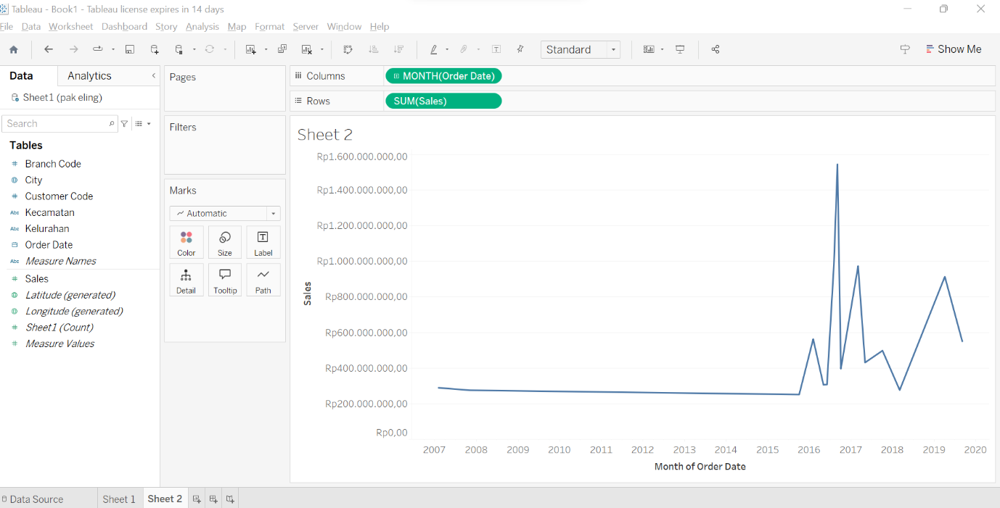 Tableau - Book1 - Tableau license expires in 14 days
File Data Worksheet Dashboard Story Analysis Map Format Server Window Help
Standard
Show Me
Data Analytics
Sheet1 (pak eling)
Search
Tables
Branch Code
City
Customer Code
Abc Kecamatan
Abc Kelurahan
Order Date
Abc Measure Names
Sales
Latitude (generated)
Longitude (generated)
Sheet1 (Count)
Measure Values
Pages
Filters
Marks
Automatic
Color Size Label
Detail Tooltip Path
Columns MONTH(Order Date)
Rows SUM(Sales)
Sheet 2
Sales
Rp1.600.000.000,00
Rp1.400.000.000,00
Rp1.200.000.000,00
Rp1.000.000.000,00
Rp800.000.000,00
Rp600.000.000,00
Rp400.000.000,00
Rp200.000.000,00
Rp0,00
2007 2008 2009 2010 2011 2012 2013 2014 2015 2016 2017 2018 2019 2020
Month of Order Date
Data Source Sheet 1 Sheet 2